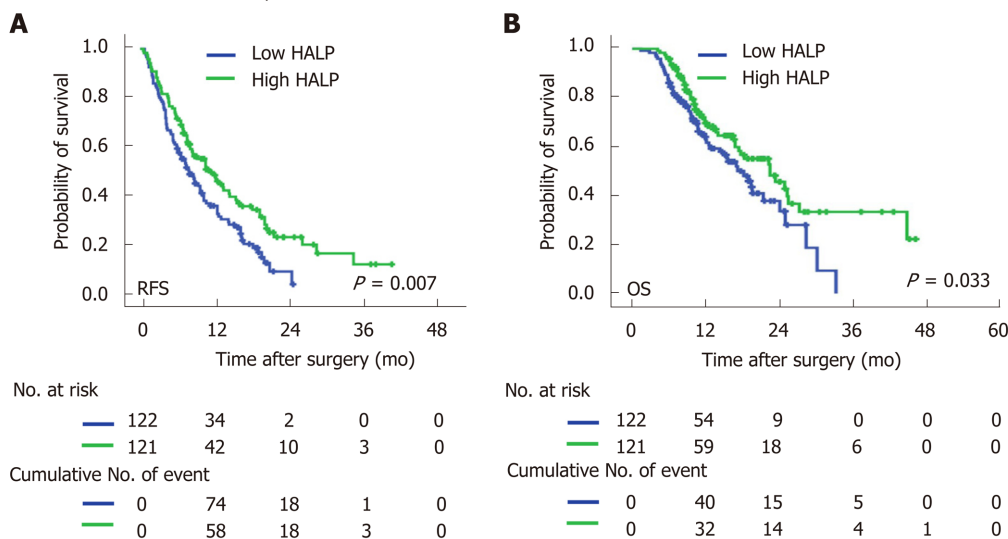 A
Low HALP
High HALP
1.0
0.8
0.6
0.4
0.2
0.0
Probability of survival
RFS
P = 0.007
0 12 24 36 48
Time after surgery (mo)
No. at risk
122 34 2 0 0
121 42 10 3 0
Cumulative No. of event
0 74 18 1 0
0 58 18 3 0
B
Low HALP
High HALP
1.0
0.8
0.6
0.4
0.2
0.0
Probability of survival
OS
P = 0.033
0 12 24 36 48 60
Time after surgery (mo)
No. at risk
122 54 9 0 0 0
121 59 18 6 0 0
Cumulative No. of event
0 40 15 5 0 0
0 32 14 4 1 0